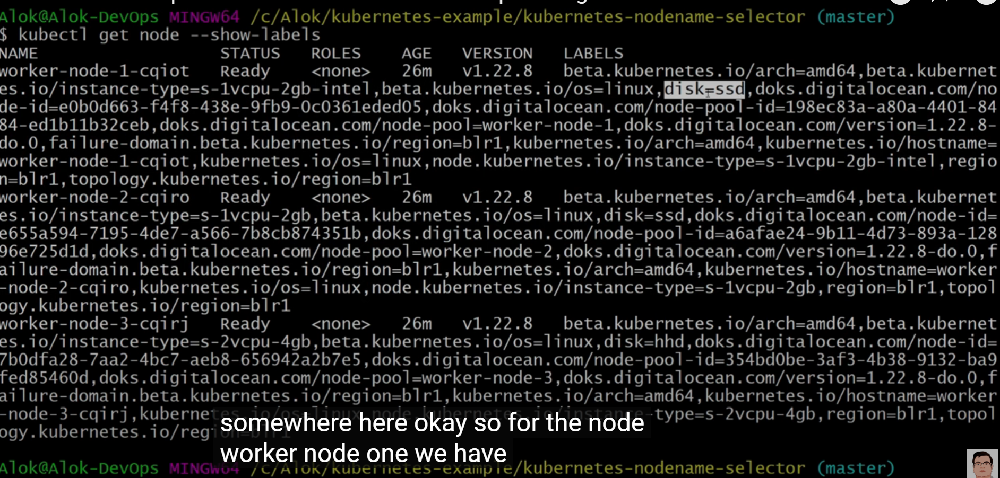 Alok@Alok-DevOps MINGW64 /c/Alok/kubernetes-example/kubernetes-nodename-selector (master)
$ kubectl get node --show-labels
NAME STATUS ROLES AGE VERSION LABELS
worker-node-1-cqiot Ready <none> 26m v1.22.8 beta.kubernetes.io/arch=amd64,beta.kubernet
es.io/instance-type=s-1vcpu-2gb-intel,beta.kubernetes.io/os=linux,disk=ssd,doks.digitalocean.com/no
de-id=e0b0d663-f4f8-438e-9fb9-0c0361eded05,doks.digitalocean.com/node-pool-id=198ec83a-a80a-4401-84
84-ed1b11b32ceb,doks.digitalocean.com/node-pool=worker-node-1,doks.digitalocean.com/version=1.22.8-
do.0,failure-domain.beta.kubernetes.io/region=blr1,kubernetes.io/arch=amd64,kubernetes.io/hostname=
worker-node-1-cqiot,kubernetes.io/os=linux,node.kubernetes.io/instance-type=s-1vcpu-2gb-intel,regio
n=blr1,topology.kubernetes.io/region=blr1
worker-node-2-cqiro Ready <none> 26m v1.22.8 beta.kubernetes.io/arch=amd64,beta.kubernet
es.io/instance-type=s-1vcpu-2gb,beta.kubernetes.io/os=linux,disk=ssd,doks.digitalocean.com/node-id=
e655a594-7195-4de7-a566-7b8cb874351b,doks.digitalocean.com/node-pool-id=a6afae24-9b11-4d73-893a-128
96e725d1d,doks.digitalocean.com/node-pool=worker-node-2,doks.digitalocean.com/version=1.22.8-do.0,f
ailure-domain.beta.kubernetes.io/region=blr1,kubernetes.io/arch=amd64,kubernetes.io/hostname=worker
-node-2-cqiro,kubernetes.io/os=linux,node.kubernetes.io/instance-type=s-1vcpu-2gb,region=blr1,topol
ogy.kubernetes.io/region=blr1
worker-node-3-cqirj Ready <none> 26m v1.22.8 beta.kubernetes.io/arch=amd64,beta.kubernet
es.io/instance-type=s-2vcpu-4gb,beta.kubernetes.io/os=linux,disk=hhd,doks.digitalocean.com/node-id=
7b0dfa28-7aa2-4bc7-aeb8-656942a2b7e5,doks.digitalocean.com/node-pool-id=354bd0be-3af3-4b38-9132-ba9
fed85460d,doks.digitalocean.com/node-pool=worker-node-3,doks.digitalocean.com/version=1.22.8-do.0,f
ailure-domain.beta.kubernetes.io/region=blr1,kubernetes.io/arch=amd64,kubernetes.io/hostname=worker
-node-3-cqirj,kubernetes.io/os=linux,node.kubernetes.io/instance-type=s-2vcpu-4gb,region=blr1,topol
ogy.kubernetes.io/region=blr1
somewhere here okay so for the node
worker node one we have
Alok@Alok-DevOps MINGW64 /c/Alok/kubernetes-example/kubernetes-nodename-selector (master)